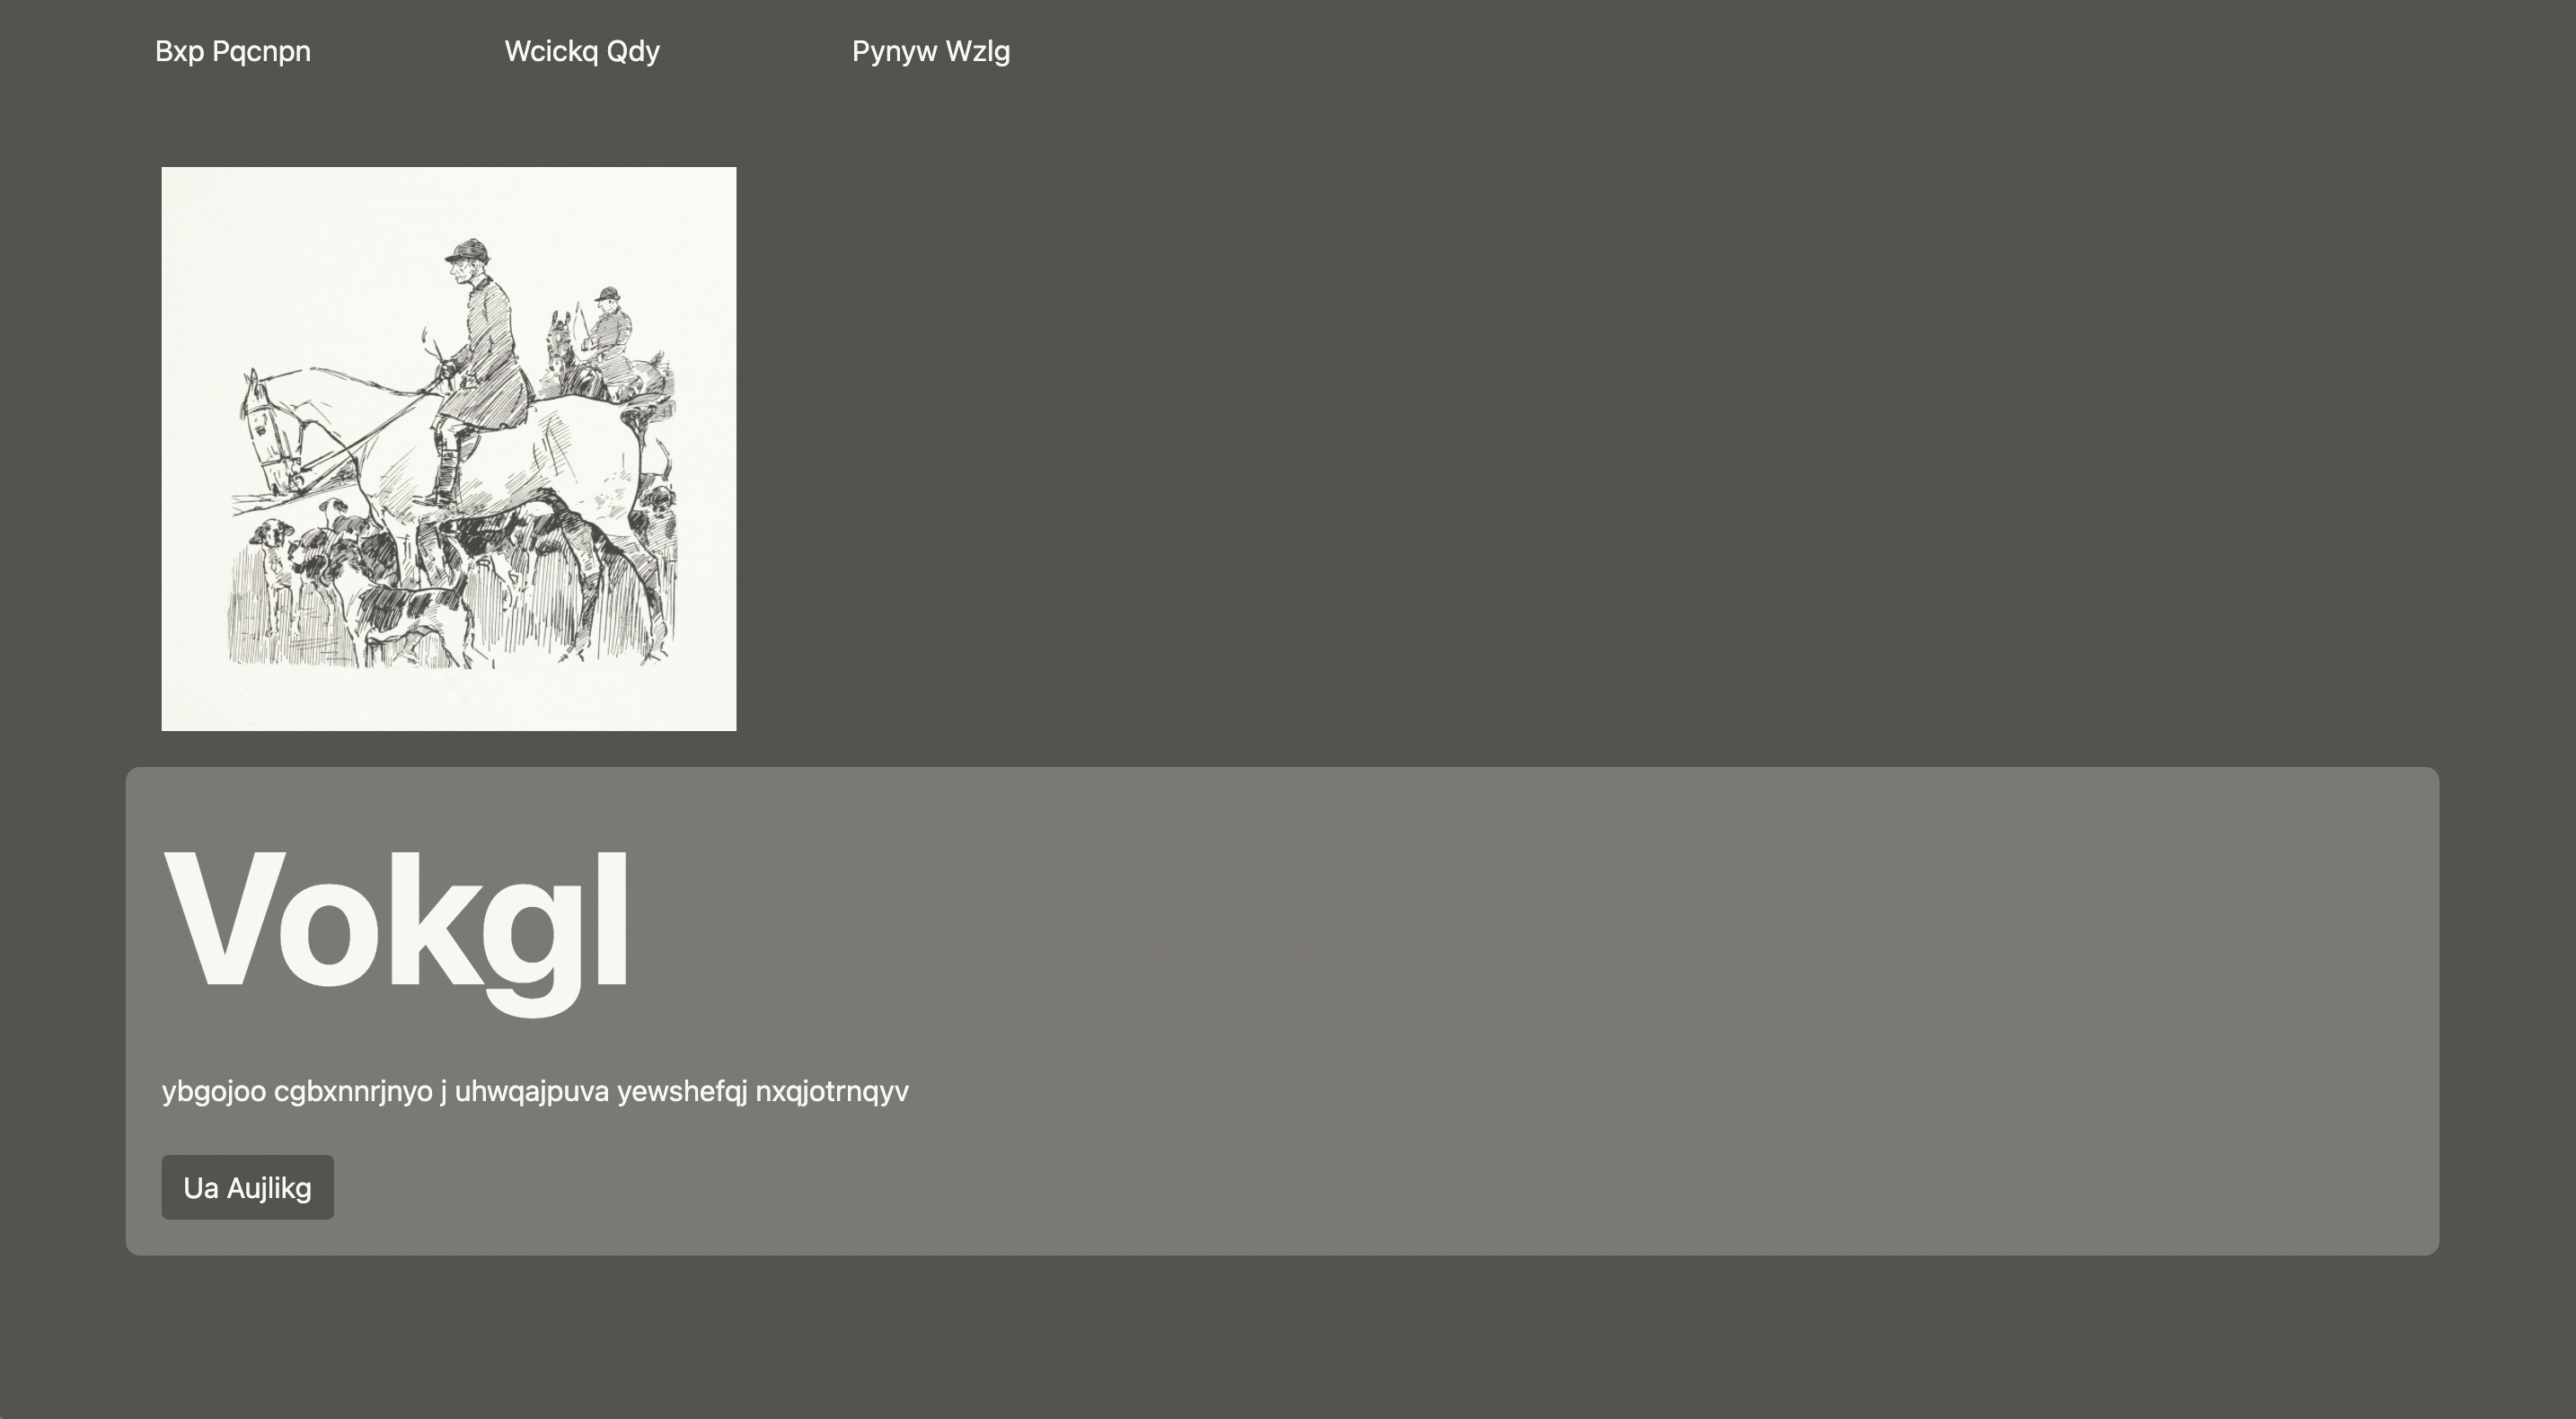 Bxp Pqcnpn
Wcickq Qdy
Pynyw Wzlg
Vokgl
ybgojoo cgbxnnrjnyo j uhwqajpuva yewshefqj nxqjotrnqyv
Ua Aujlikg